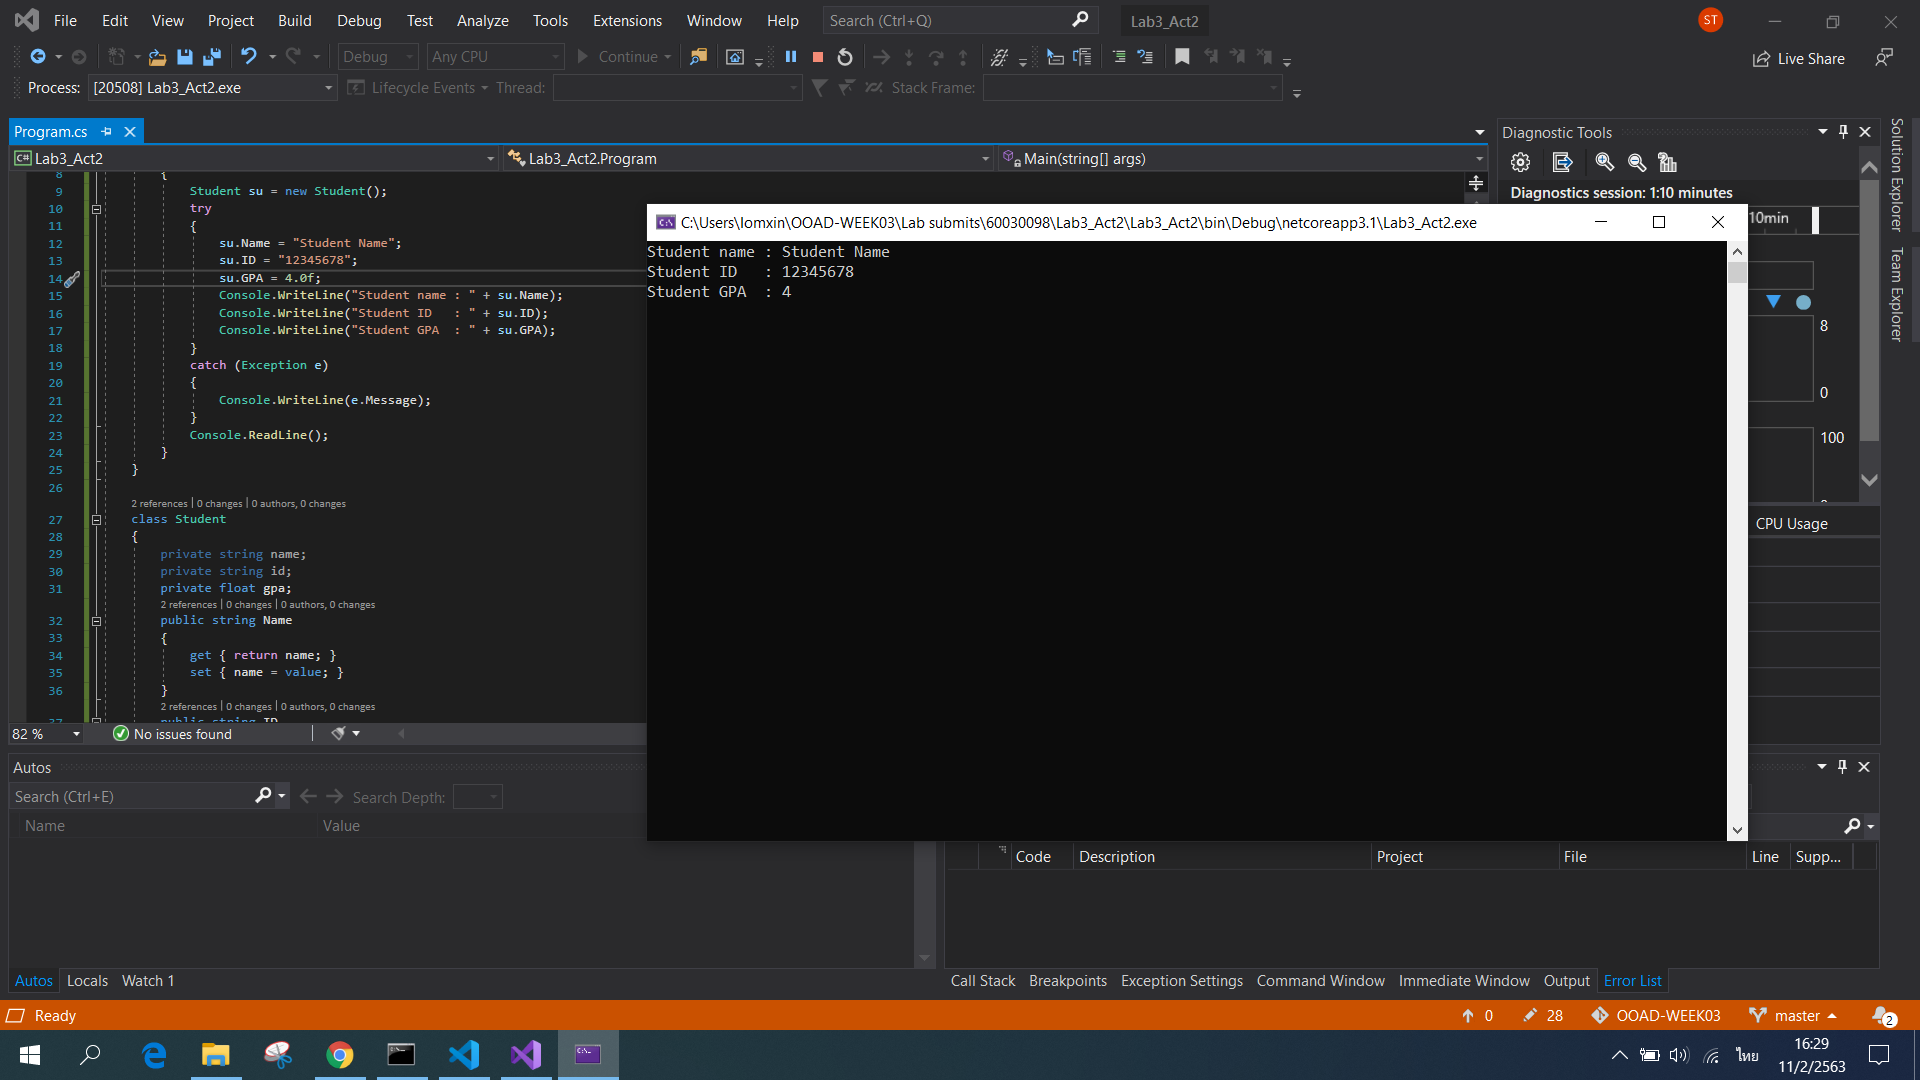 File Edit View Project Build Debug Test Analyze Tools Extensions Window Help Search (Ctrl+Q) Lab3_Act2 ST
Debug Any CPU Continue Live Share
Process: [20508] Lab3_Act2.exe Lifecycle Events Thread: Stack Frame:
Program.cs
Lab3_Act2 Lab3_Act2.Program Main(string[] args)
8 {
9 Student su = new Student();
10 try
11 {
12 su.Name = "Student Name";
13 su.ID = "12345678";
14 su.GPA = 4.0f;
15 Console.WriteLine("Student name : " + su.Name);
16 Console.WriteLine("Student ID   : " + su.ID);
17 Console.WriteLine("Student GPA  : " + su.GPA);
18 }
19 catch (Exception e)
20 {
21 Console.WriteLine(e.Message);
22 }
23 Console.ReadLine();
24 }
25 }
26
2 references | 0 changes | 0 authors, 0 changes
27 class Student
28 {
29 private string name;
30 private string id;
31 private float gpa;
2 references | 0 changes | 0 authors, 0 changes
32 public string Name
33 {
34 get { return name; }
35 set { name = value; }
36 }
2 references | 0 changes | 0 authors, 0 changes
37 public string ID
82 % No issues found
C:\Users\lomxin\OOAD-WEEK03\Lab submits\60030098\Lab3_Act2\Lab3_Act2\bin\Debug\netcoreapp3.1\Lab3_Act2.exe
Student name : Student Name
Student ID   : 12345678
Student GPA  : 4
Diagnostic Tools
Diagnostics session: 1:10 minutes
10min
8
0
100
CPU Usage
Solution Explorer
Team Explorer
Autos
Search (Ctrl+E) Search Depth:
Name Value
Autos Locals Watch 1
Code Description Project File Line Supp...
Call Stack Breakpoints Exception Settings Command Window Immediate Window Output Error List
Ready 0 28 OOAD-WEEK03 master 2
ไทย
16:29
11/2/2563